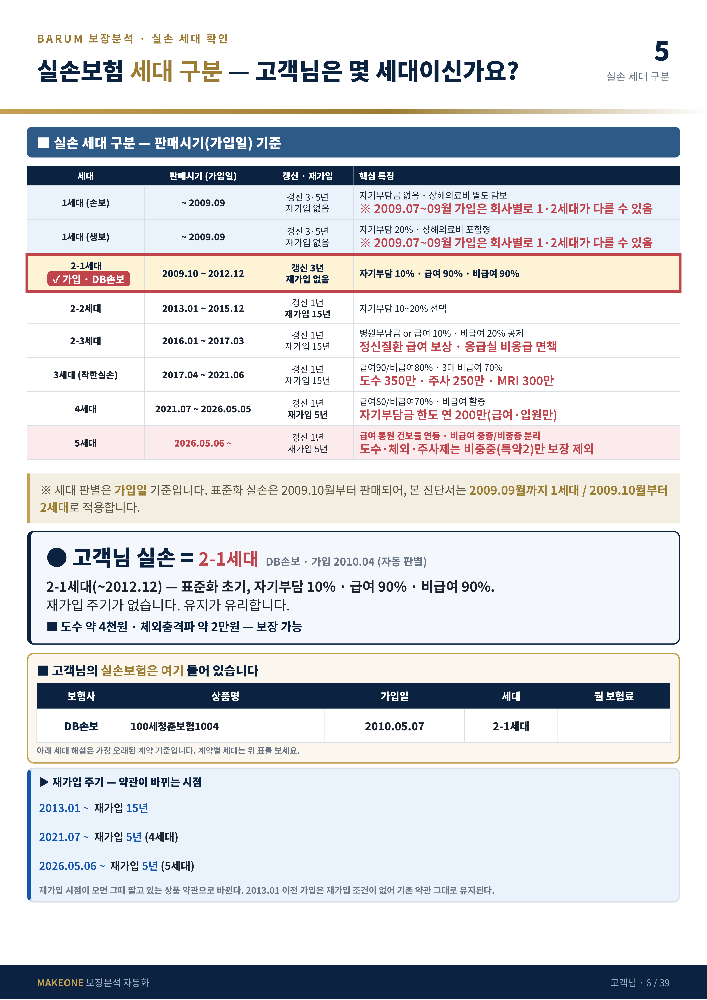 BARUM 보장분석 · 실손 세대 확인
실손보험 세대 구분 — 고객님은 몇 세대이신가요?
5
실손 세대 구분
■ 실손 세대 구분 — 판매시기(가입일) 기준
세대 판매시기 (가입일) 갱신 · 재가입 핵심 특징
1세대 (손보) ~ 2009.09 갱신 3·5년 재가입 없음 자기부담금 없음 · 상해의료비 별도 담보
※ 2009.07~09월 가입은 회사별로 1·2세대가 다를 수 있음
1세대 (생보) ~ 2009.09 갱신 3·5년 재가입 없음 자기부담 20% · 상해의료비 포함형
※ 2009.07~09월 가입은 회사별로 1·2세대가 다를 수 있음
2-1세대
✓ 가입 · DB손보
2009.10 ~ 2012.12 갱신 3년 재가입 없음 자기부담 10% · 급여 90% · 비급여 90%
2-2세대 2013.01 ~ 2015.12 갱신 1년 재가입 15년 자기부담 10~20% 선택
2-3세대 2016.01 ~ 2017.03 갱신 1년 재가입 15년 병원부담금 or 급여 10% · 비급여 20% 공제
정신질환 급여 보상 · 응급실 비응급 면책
3세대 (착한실손) 2017.04 ~ 2021.06 갱신 1년 재가입 15년 급여90/비급여80% · 3대 비급여 70%
도수 350만 · 주사 250만 · MRI 300만
4세대 2021.07 ~ 2026.05.05 갱신 1년 재가입 5년 급여80/비급여70% · 비급여 할증
자기부담금 한도 연 200만(급여·입원만)
5세대 2026.05.06 ~ 갱신 1년 재가입 5년 급여 통원 건보율 연동 · 비급여 중증/비중증 분리
도수·체외·주사제는 비중증(특약2)만 보장 제외
※ 세대 판별은 가입일 기준입니다. 표준화 실손은 2009.10월부터 판매되어, 본 진단서는 2009.09월까지 1세대 / 2009.10월부터
2세대로 적용합니다.
● 고객님 실손 = 2-1세대 DB손보 · 가입 2010.04 (자동 판별)
2-1세대(~2012.12) — 표준화 초기, 자기부담 10% · 급여 90% · 비급여 90%.
재가입 주기가 없습니다. 유지가 유리합니다.
■ 도수 약 4천원 · 체외충격파 약 2만원 — 보장 가능
■ 고객님의 실손보험은 여기 들어 있습니다
보험사 상품명 가입일 세대 월 보험료
DB손보 100세청춘보험1004 2010.05.07 2-1세대
아래 세대 해설은 가장 오래된 계약 기준입니다. 계약별 세대는 위 표를 보세요.
▶ 재가입 주기 — 약관이 바뀌는 시점
2013.01 ~ 재가입 15년
2021.07 ~ 재가입 5년 (4세대)
2026.05.06 ~ 재가입 5년 (5세대)
재가입 시점이 오면 그때 팔고 있는 상품 약관으로 바뀐다. 2013.01 이전 가입은 재가입 조건이 없어 기존 약관 그대로 유지된다.
MAKEONE 보장분석 자동화
고객님 · 6 / 39